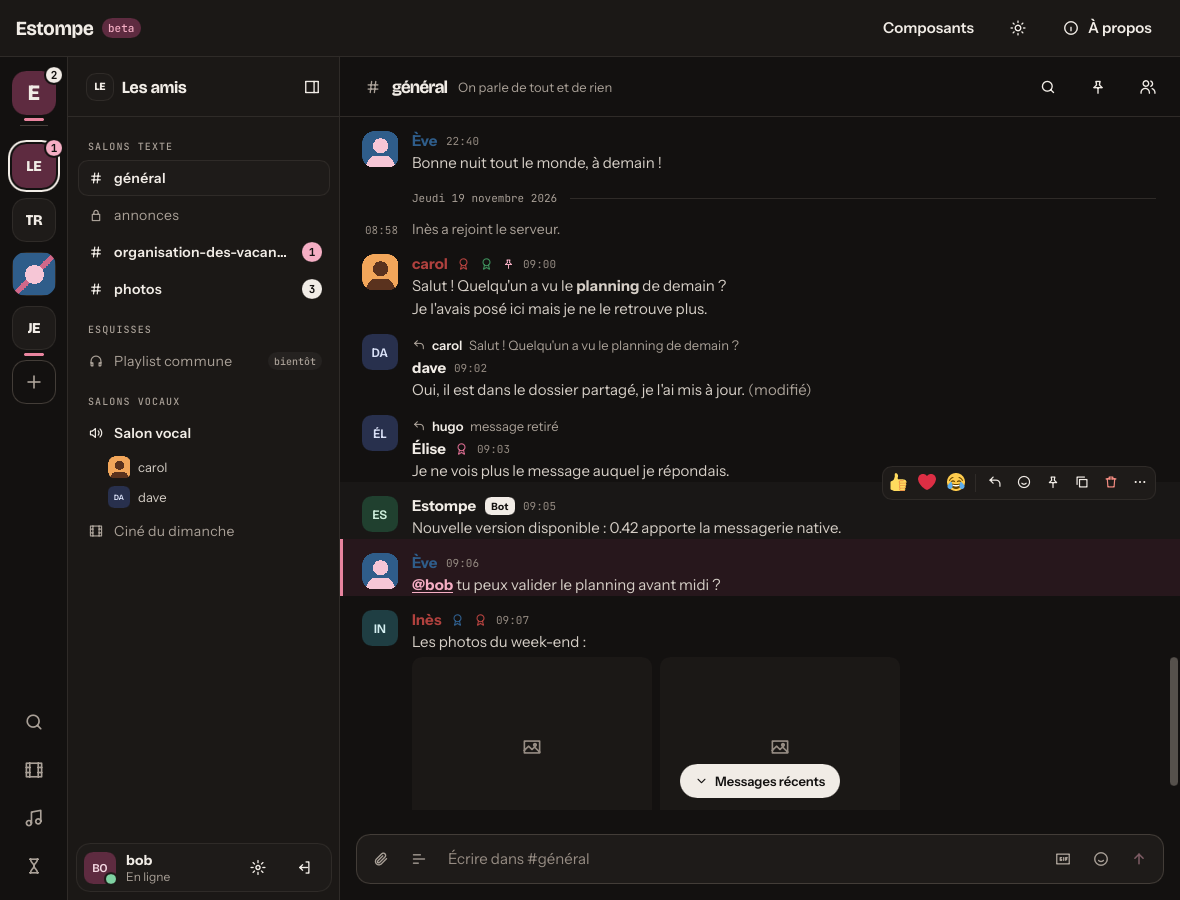 Estompe beta
Composants
À propos
E 2
LE 1
TR
JE
LE Les amis
SALONS TEXTE
# général
annonces
# organisation-des-vacan... 1
# photos 3
ESQUISSES
Playlist commune bientôt
SALONS VOCAUX
Salon vocal
carol
DA dave
Ciné du dimanche
BO bob
En ligne
# général On parle de tout et de rien
Ève 22:40
Bonne nuit tout le monde, à demain !
Jeudi 19 novembre 2026
08:58 Inès a rejoint le serveur.
carol 09:00
Salut ! Quelqu'un a vu le planning de demain ?
Je l'avais posé ici mais je ne le retrouve plus.
carol Salut ! Quelqu'un a vu le planning de demain ?
DA dave 09:02
Oui, il est dans le dossier partagé, je l'ai mis à jour. (modifié)
hugo message retiré
ÉL Élise 09:03
Je ne vois plus le message auquel je répondais.
ES Estompe Bot 09:05
Nouvelle version disponible : 0.42 apporte la messagerie native.
Ève 09:06
@bob tu peux valider le planning avant midi ?
IN Inès 09:07
Les photos du week-end :
Messages récents
Écrire dans #général
GIF